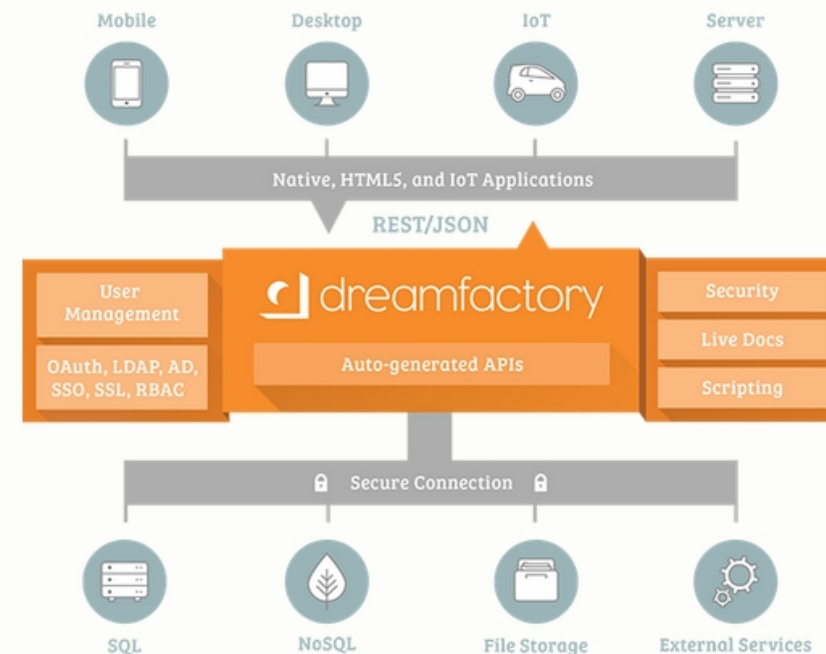 Mobile
Desktop
IoT
Server
Native, HTML5, and IoT Applications
REST/JSON
User
Management
OAuth, LDAP, AD,
SSO, SSL, RBAC
dreamfactory
Auto-generated APIs
Security
Live Docs
Scripting
Secure Connection
SQL
NoSQL
File Storage
External Services